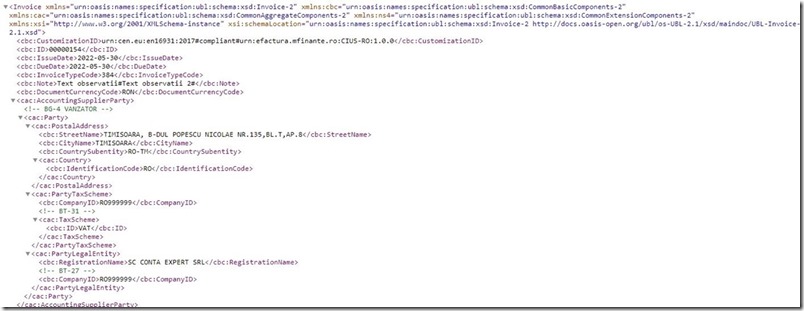 <Invoice xmlns="urn:oasis:names:specification:ubl:schema:xsd:Invoice-2" xmlns:cbc="urn:oasis:names:specification:ubl:schema:xsd:CommonBasicComponents-2"
xmlns:cac="urn:oasis:names:specification:ubl:schema:xsd:CommonAggregateComponents-2" xmlns:ns4="urn:oasis:names:specification:ubl:schema:xsd:CommonExtensionComponents-2"
xmlns:xsi="http://www.w3.org/2001/XMLSchema-instance" xsi:schemaLocation="urn:oasis:names:specification:ubl:schema:xsd:Invoice-2 http://docs.oasis-open.org/ubl/os-UBL-2.1/xsd/maindoc/UBL-Invoice-
2.1.xsd">
<cbc:CustomizationID>urn:cen.eu:en16931:2017#compliant#urn:efactura.mfinante.ro:CIUS-RO:1.0.0</cbc:CustomizationID>
<cbc:ID>00000154</cbc:ID>
<cbc:IssueDate>2022-05-30</cbc:IssueDate>
<cbc:DueDate>2022-05-30</cbc:DueDate>
<cbc:InvoiceTypeCode>384</cbc:InvoiceTypeCode>
<cbc:Note>Text observatii#Text observatii 2#</cbc:Note>
<cbc:DocumentCurrencyCode>RON</cbc:DocumentCurrencyCode>
<cac:AccountingSupplierParty>
<!-- BG-4 VANZATOR -->
<cac:Party>
<cac:PostalAddress>
<cbc:StreetName>TIMISOARA, B-DUL POPESCU NICOLAE NR.135,BL.T,AP.8</cbc:StreetName>
<cbc:CityName>TIMISOARA</cbc:CityName>
<cbc:CountrySubentity>RO-TM</cbc:CountrySubentity>
<cac:Country>
<cbc:IdentificationCode>RO</cbc:IdentificationCode>
</cac:Country>
</cac:PostalAddress>
<cac:PartyTaxScheme>
<cbc:CompanyID>RO999999</cbc:CompanyID>
<!-- BT-31 -->
<cac:TaxScheme>
<cbc:ID>VAT</cbc:ID>
</cac:TaxScheme>
</cac:PartyTaxScheme>
<cac:PartyLegalEntity>
<cbc:RegistrationName>SC CONTA EXPERT SRL</cbc:RegistrationName>
<!-- BT-27 -->
<cbc:CompanyID>RO999999</cbc:CompanyID>
</cac:PartyLegalEntity>
</cac:Party>
</cac:AccountingSupplierParty>